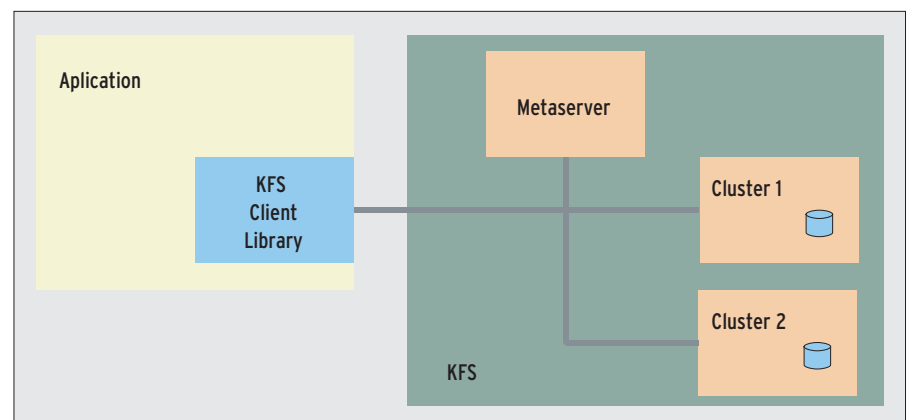 Aplication
KFS
Client
Library
Metaserver
Cluster 1
Cluster 2
KFS